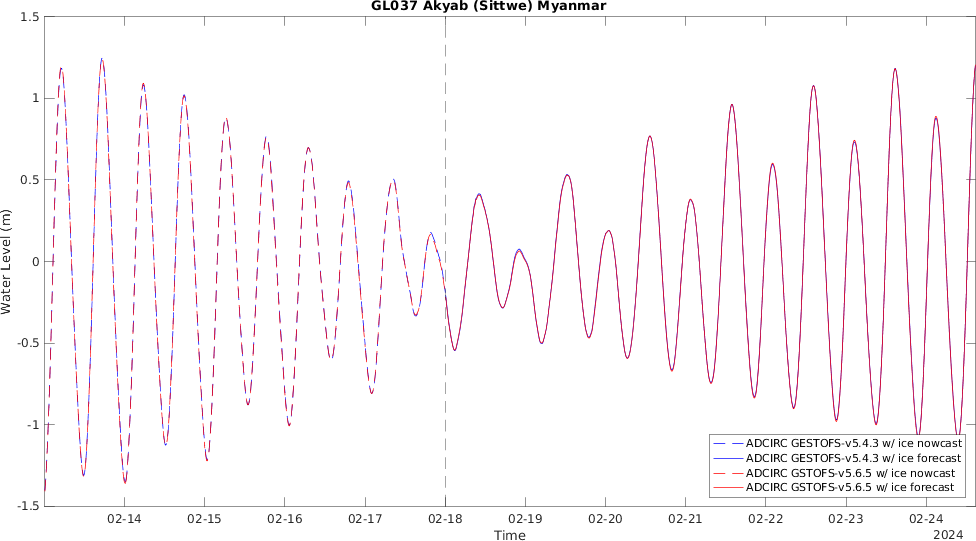 GL037 Akyab (Sittwe) Myanmar
1.5
1
0.5
0
-0.5
-1
-1.5
Water Level (m)
02-14 02-15 02-16 02-17 02-18 02-19 02-20 02-21 02-22 02-23 02-24
Time
2024
ADCIRC GESTOFS-v5.4.3 w/ ice nowcast
ADCIRC GESTOFS-v5.4.3 w/ ice forecast
ADCIRC GSTOFS-v5.6.5 w/ ice nowcast
ADCIRC GSTOFS-v5.6.5 w/ ice forecast